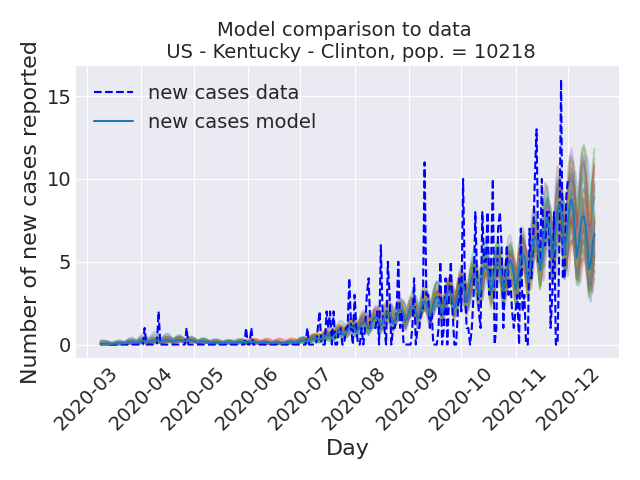 Model comparison to data
US - Kentucky - Clinton, pop. = 10218
Number of new cases reported
new cases data
new cases model
15
10
5
0
2020-03
2020-04
2020-05
2020-06
2020-07
2020-08
2020-09
2020-10
2020-11
2020-12
Day